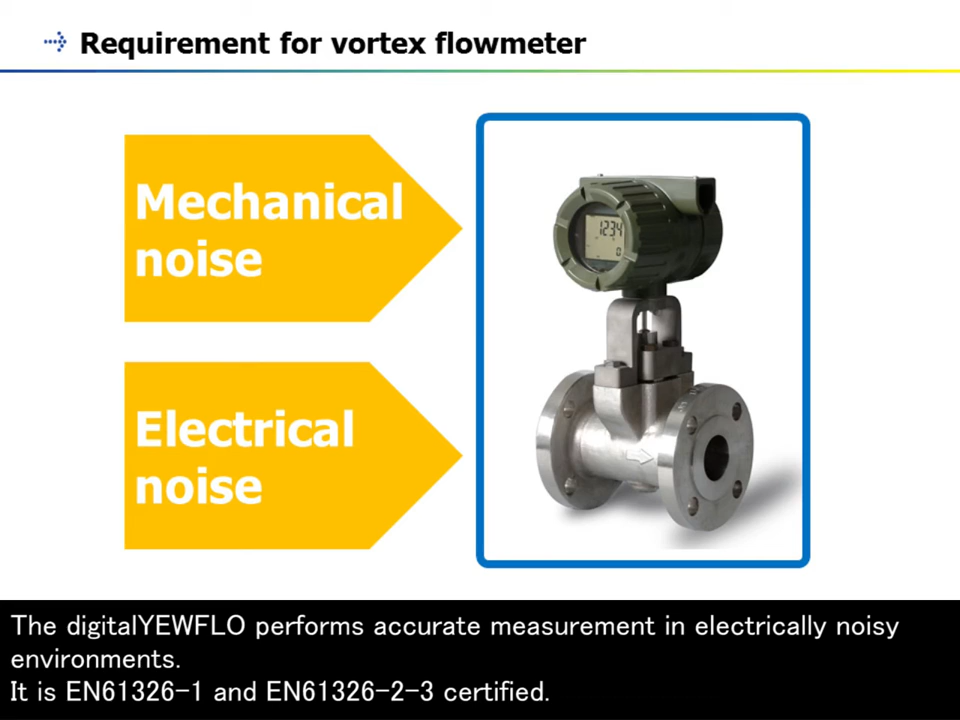 Requirement for vortex flowmeter
Mechanical
noise
1234
0
Electrical
noise
The digitalYEWFLO performs accurate measurement in electrically noisy
environments.
It is EN61326-1 and EN61326-2-3 certified.